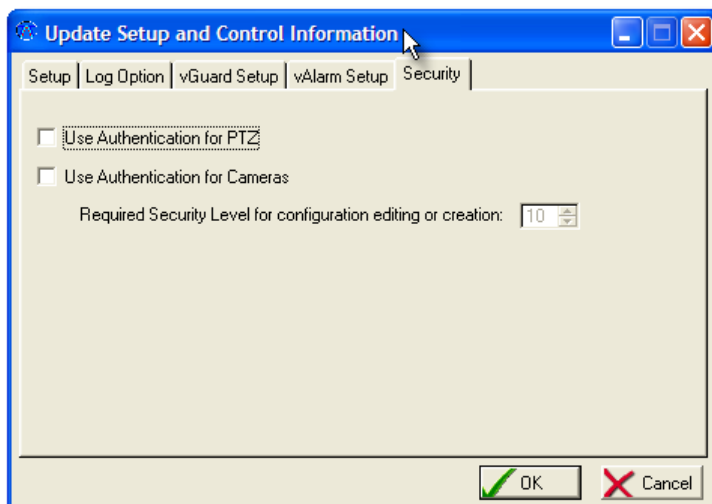 Update Setup and Control Information
Setup Log Option vGuard Setup vAlarm Setup Security
Use Authentication for PTZ
Use Authentication for Cameras
Required Security Level for configuration editing or creation: 10
OK Cancel